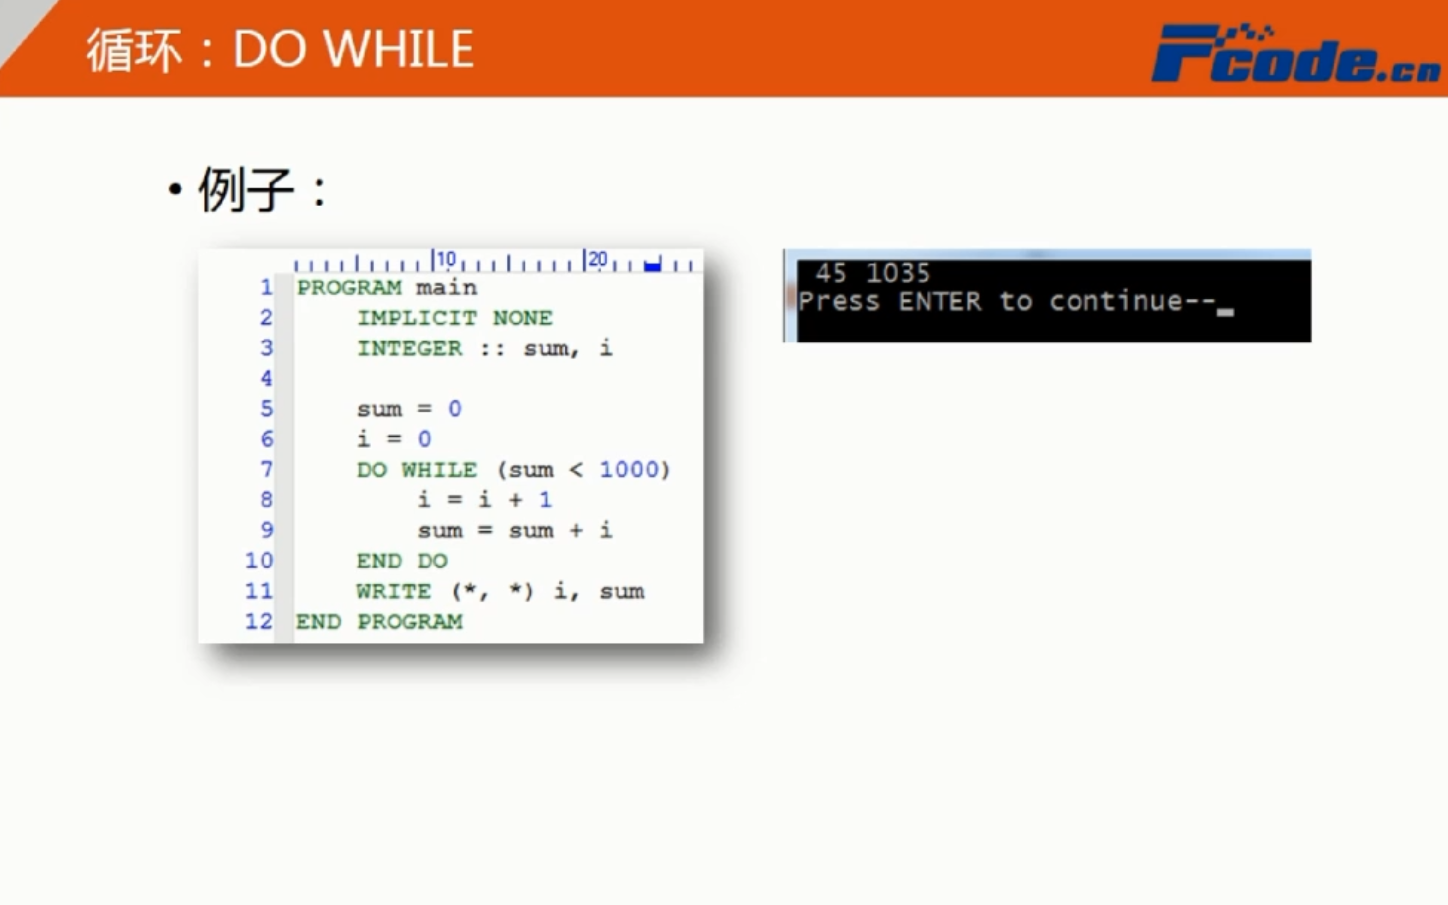 循环：DO WHILE
Fcode.cn
• 例子：
10 20
1 PROGRAM main
2 IMPLICIT NONE
3 INTEGER :: sum, i
4
5 sum = 0
6 i = 0
7 DO WHILE (sum < 1000)
8 i = i + 1
9 sum = sum + i
10 END DO
11 WRITE (*, *) i, sum
12 END PROGRAM
45 1035
Press ENTER to continue--_